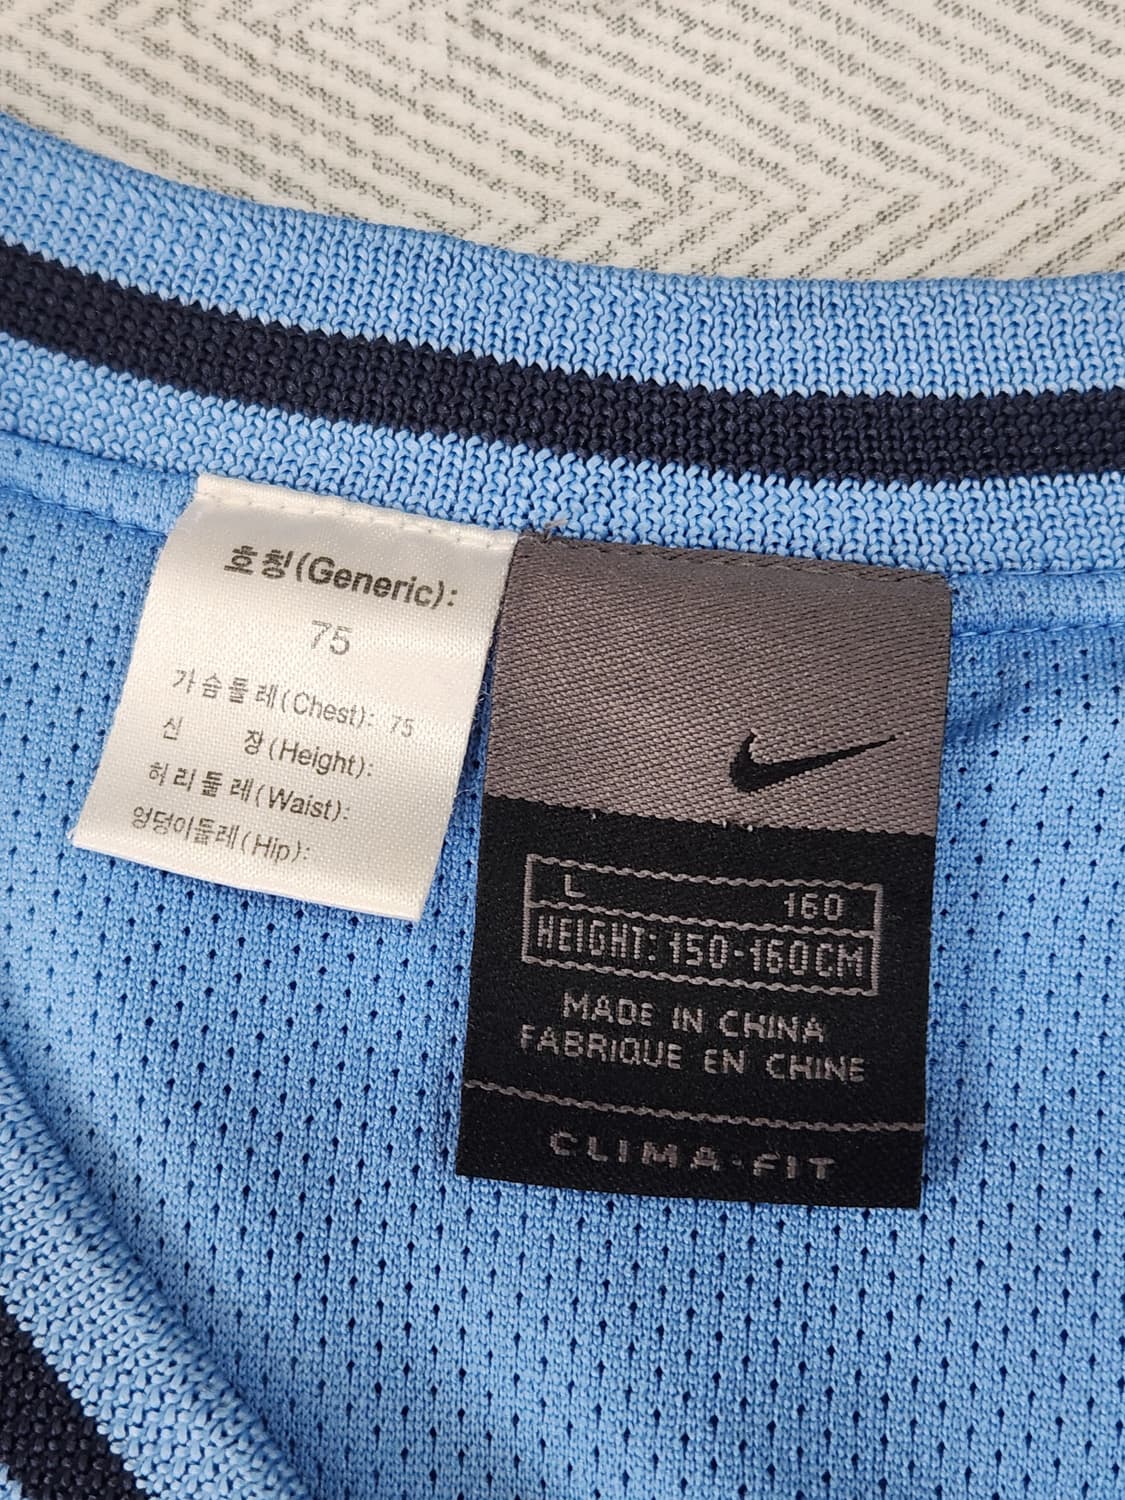 호칭(Generic):
75
가슴둘레(Chest): 75
신 장(Height):
허리둘레(Waist):
엉덩이둘레(Hip):
L 160
HEIGHT: 150-160CM
MADE IN CHINA
FABRIQUE EN CHINE
CLIMA-FIT